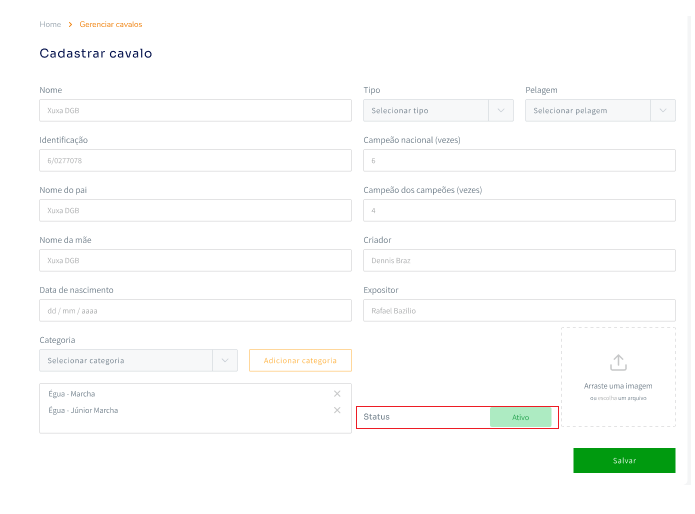 Home > Gerenciar cavalos
Cadastrar cavalo
Nome
Xuxa DGB
Tipo
Selecionar tipo
Pelagem
Selecionar pelagem
Identificação
6/0277078
Campeão nacional (vezes)
6
Nome do pai
Xuxa DGB
Campeão dos campeões (vezes)
4
Nome da mãe
Xuxa DGB
Criador
Dennis Braz
Data de nascimento
dd / mm / aaaa
Expositor
Rafael Bazílio
Categoria
Selecionar categoria
Adicionar categoria
Égua - Marcha
Égua - Júnior Marcha
Status
Ativo
Arraste uma imagem
ou escolha um arquivo
Salvar